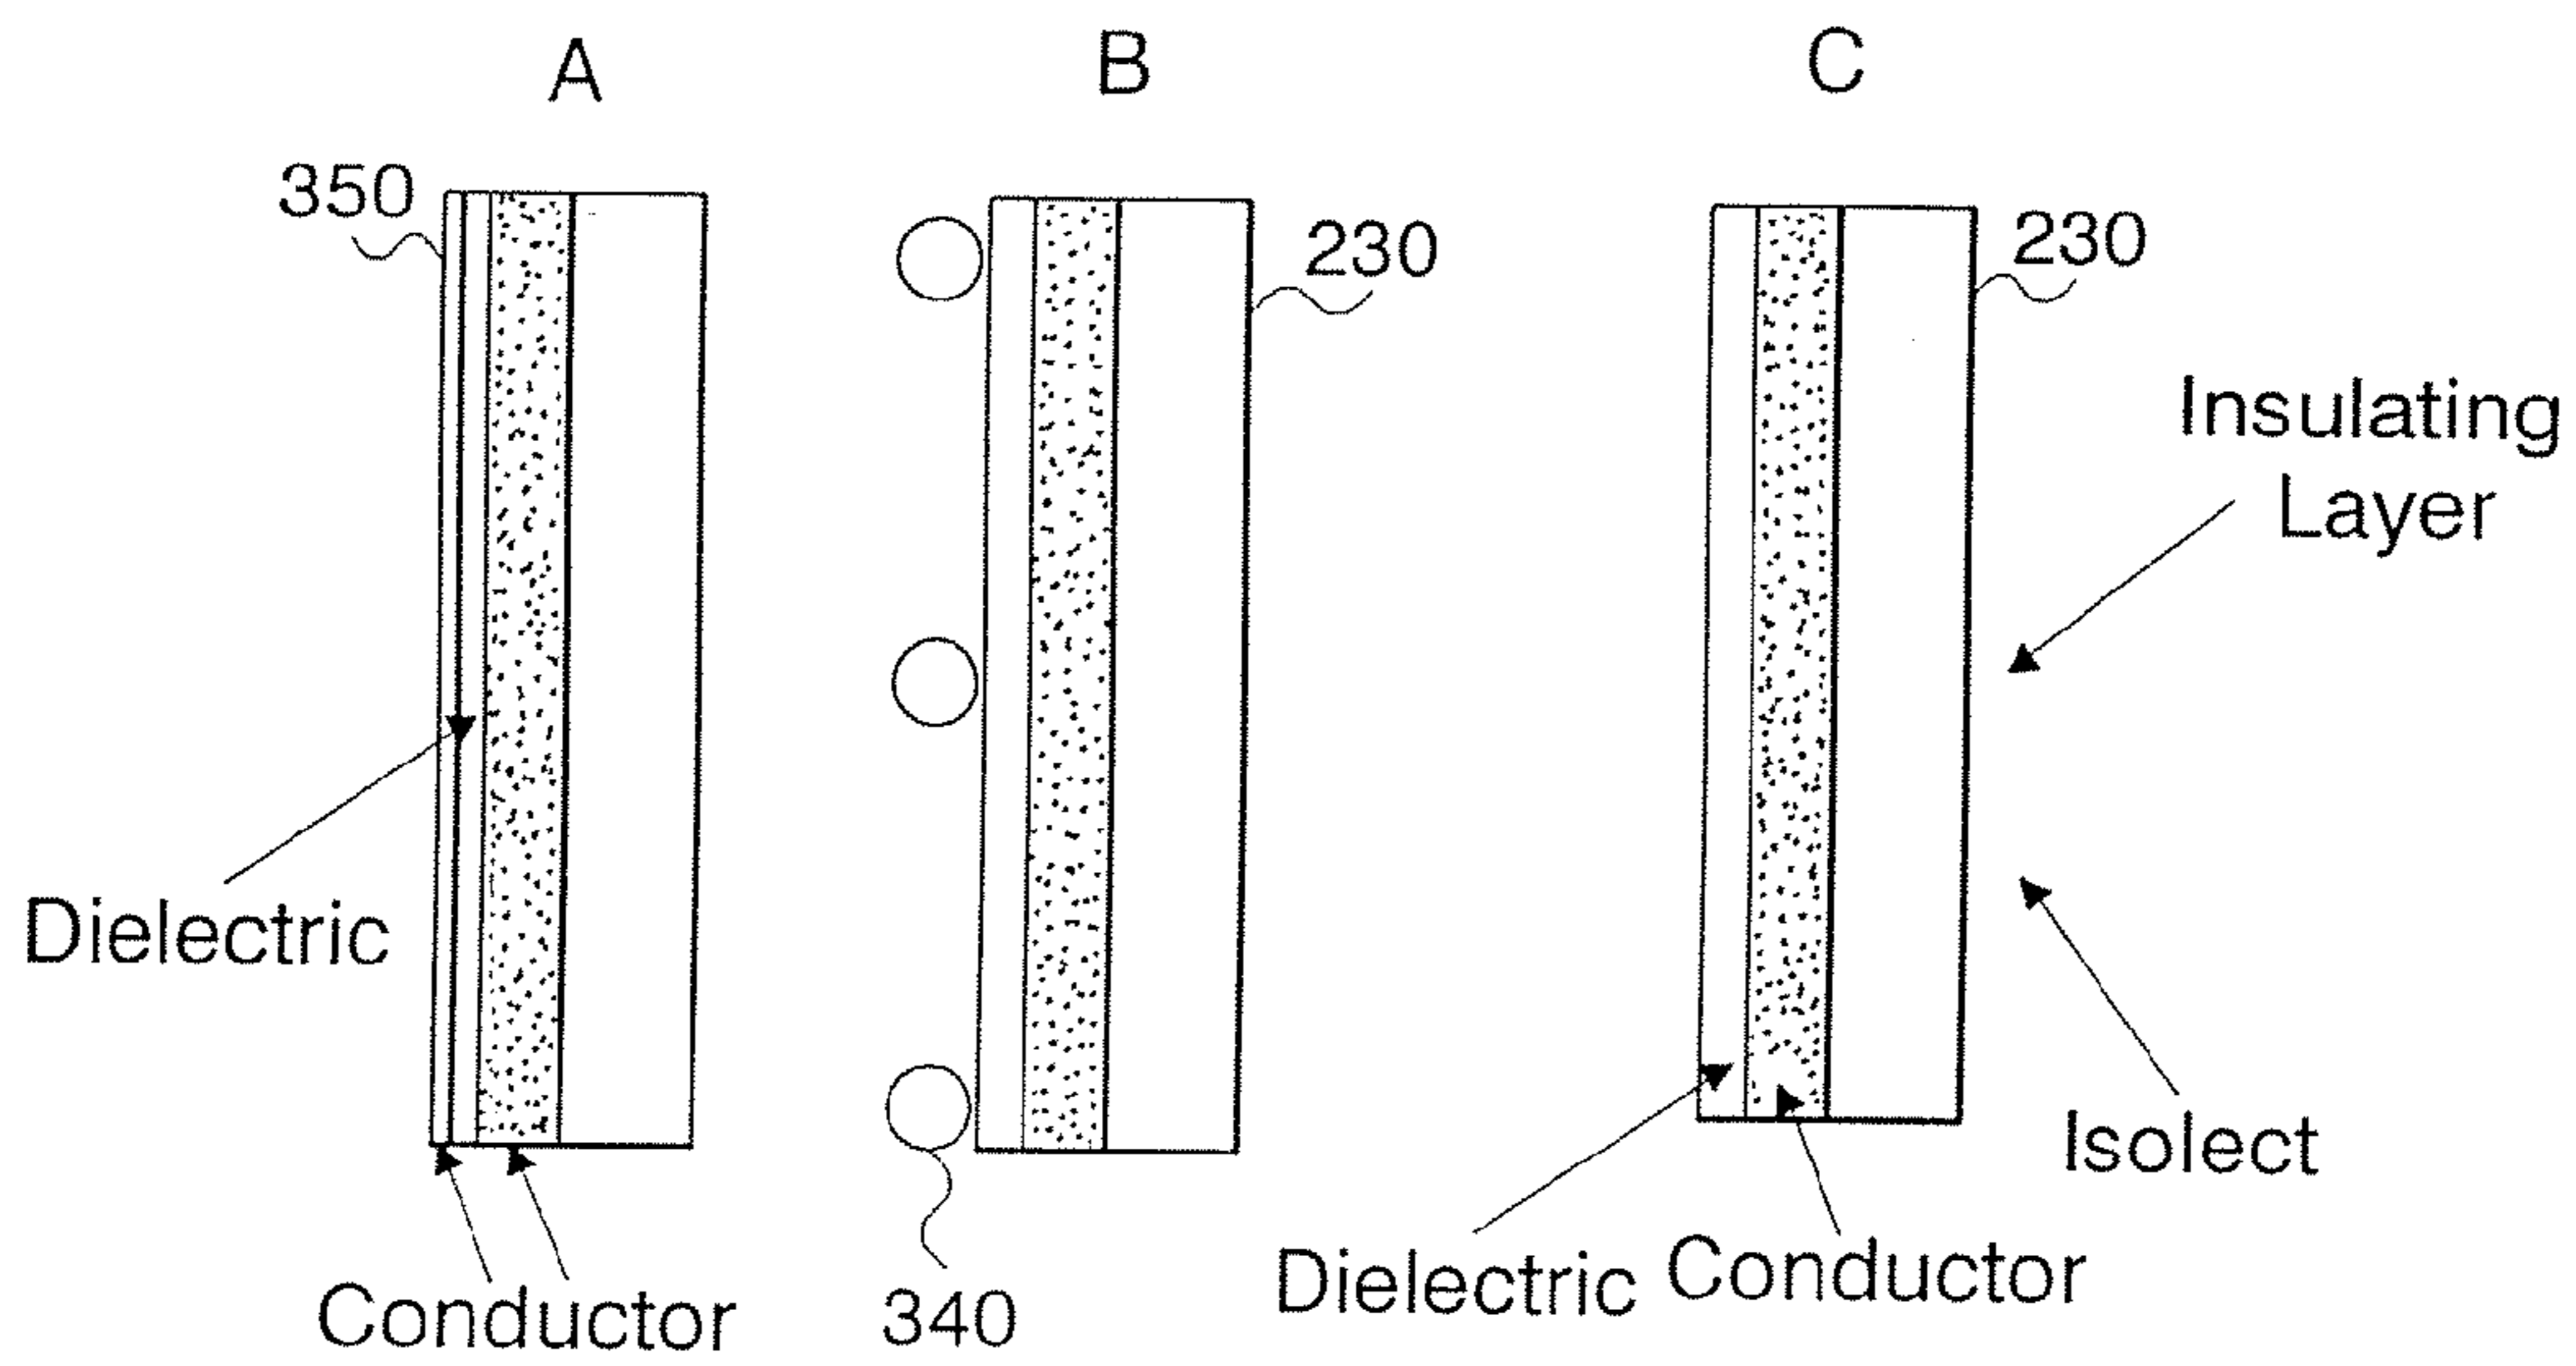 A
B
C
350
230
230
Insulating
Layer
Dielectric
Isolect
Conductor
340
Dielectric
Conductor